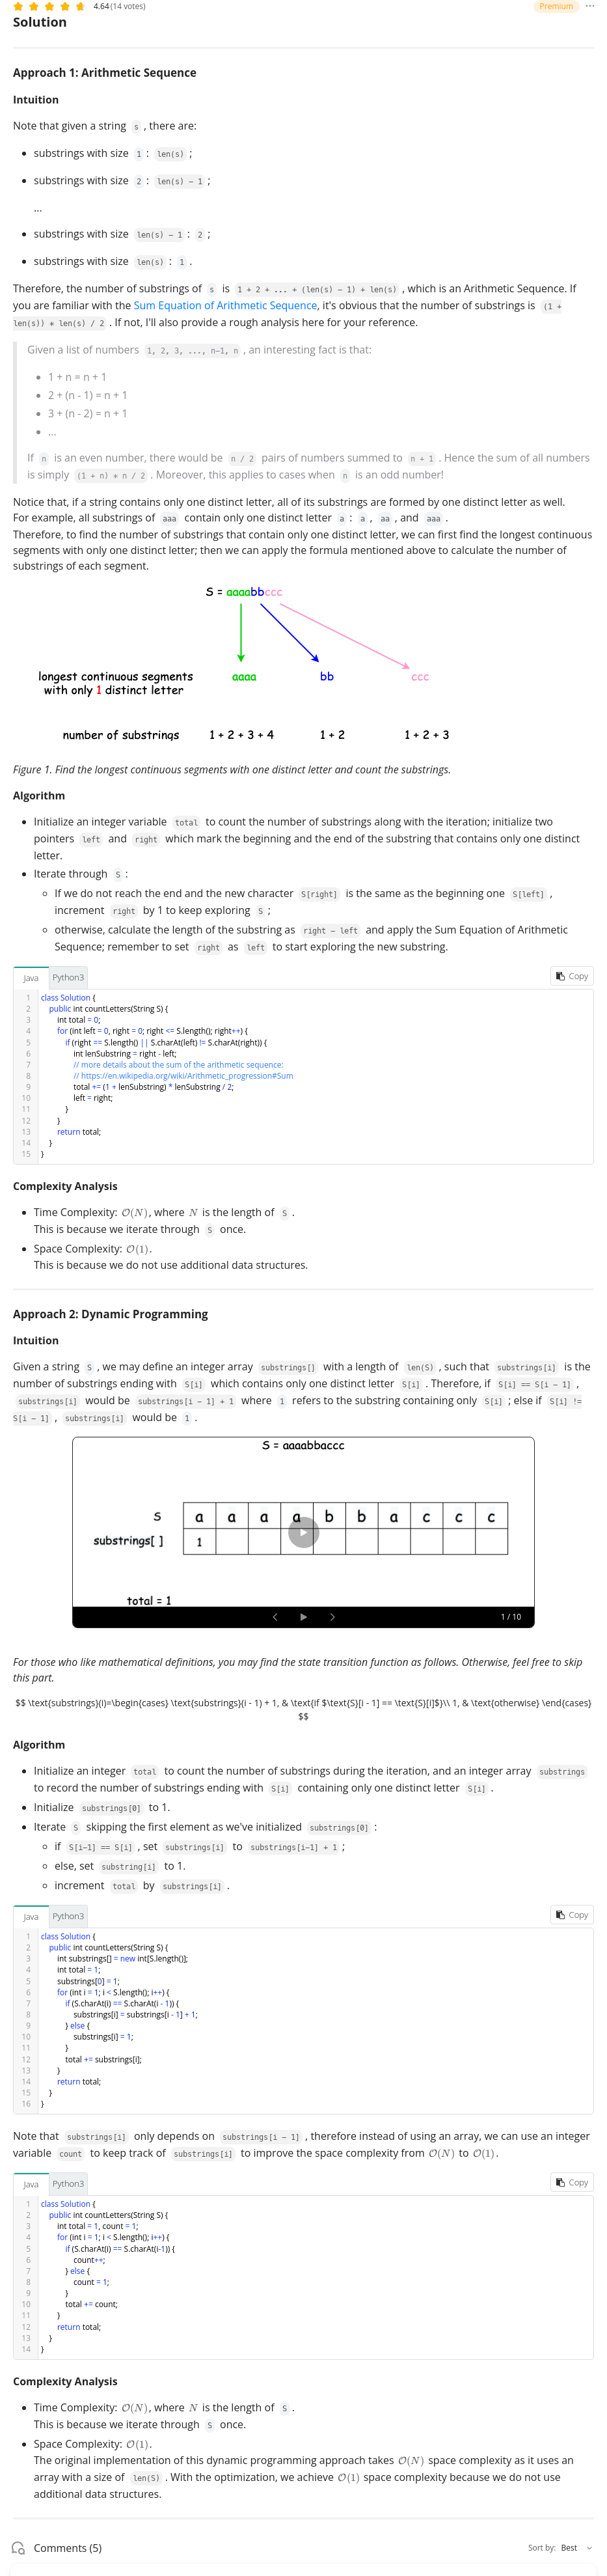 4.64 (14 votes)
Premium
Solution
Approach 1: Arithmetic Sequence
Intuition
Note that given a string s , there are:
• substrings with size 1 : len(s) ;
• substrings with size 2 : len(s) − 1 ;
...
• substrings with size len(s) − 1 : 2 ;
• substrings with size len(s) : 1 .
Therefore, the number of substrings of s is 1 + 2 + ... + (len(s) − 1) + len(s) , which is an Arithmetic Sequence. If
you are familiar with the Sum Equation of Arithmetic Sequence, it's obvious that the number of substrings is (1 +
len(s)) * len(s) / 2 . If not, I'll also provide a rough analysis here for your reference.
Given a list of numbers 1, 2, 3, ..., n−1, n , an interesting fact is that:
• 1 + n = n + 1
• 2 + (n - 1) = n + 1
• 3 + (n - 2) = n + 1
• ...
If n is an even number, there would be n / 2 pairs of numbers summed to n + 1 . Hence the sum of all numbers
is simply (1 + n) * n / 2 . Moreover, this applies to cases when n is an odd number!
Notice that, if a string contains only one distinct letter, all of its substrings are formed by one distinct letter as well.
For example, all substrings of aaa contain only one distinct letter a : a , aa , and aaa .
Therefore, to find the number of substrings that contain only one distinct letter, we can first find the longest continuous
segments with only one distinct letter; then we can apply the formula mentioned above to calculate the number of
substrings of each segment.
S = aaaabbccc
longest continuous segments
with only 1 distinct letter
aaaa bb ccc
number of substrings 1 + 2 + 3 + 4 1 + 2 1 + 2 + 3
Figure 1. Find the longest continuous segments with one distinct letter and count the substrings.
Algorithm
• Initialize an integer variable total to count the number of substrings along with the iteration; initialize two
pointers left and right which mark the beginning and the end of the substring that contains only one distinct
letter.
• Iterate through S :
◦ If we do not reach the end and the new character S[right] is the same as the beginning one S[left] ,
increment right by 1 to keep exploring S ;
◦ otherwise, calculate the length of the substring as right − left and apply the Sum Equation of Arithmetic
Sequence; remember to set right as left to start exploring the new substring.
Java Python3 Copy
1 class Solution {
2 public int countLetters(String S) {
3 int total = 0;
4 for (int left = 0, right = 0; right <= S.length(); right++) {
5 if (right == S.length() || S.charAt(left) != S.charAt(right)) {
6 int lenSubstring = right - left;
7 // more details about the sum of the arithmetic sequence:
8 // https://en.wikipedia.org/wiki/Arithmetic_progression#Sum
9 total += (1 + lenSubstring) * lenSubstring / 2;
10 left = right;
11 }
12 }
13 return total;
14 }
15 }
Complexity Analysis
• Time Complexity: O(N), where N is the length of S .
This is because we iterate through S once.
• Space Complexity: O(1).
This is because we do not use additional data structures.
Approach 2: Dynamic Programming
Intuition
Given a string S , we may define an integer array substrings[] with a length of len(S) , such that substrings[i] is the
number of substrings ending with S[i] which contains only one distinct letter S[i] . Therefore, if S[i] == S[i − 1] ,
substrings[i] would be substrings[i − 1] + 1 where 1 refers to the substring containing only S[i] ; else if S[i] !=
S[i − 1] , substrings[i] would be 1 .
S = aaaabbaccc
S a a a a b b a c c c
substrings[ ] 1
total = 1
1 / 10
For those who like mathematical definitions, you may find the state transition function as follows. Otherwise, feel free to skip
this part.
$$ \text{substrings}(i)=\begin{cases} \text{substrings}(i - 1) + 1, & \text{if $\text{S}[i - 1] == \text{S}[i]$}\\ 1, & \text{otherwise} \end{cases}
$$
Algorithm
• Initialize an integer total to count the number of substrings during the iteration, and an integer array substrings
to record the number of substrings ending with S[i] containing only one distinct letter S[i] .
• Initialize substrings[0] to 1.
• Iterate S skipping the first element as we've initialized substrings[0] :
◦ if S[i−1] == S[i] , set substrings[i] to substrings[i−1] + 1 ;
◦ else, set substring[i] to 1.
◦ increment total by substrings[i] .
Java Python3 Copy
1 class Solution {
2 public int countLetters(String S) {
3 int substrings[] = new int[S.length()];
4 int total = 1;
5 substrings[0] = 1;
6 for (int i = 1; i < S.length(); i++) {
7 if (S.charAt(i) == S.charAt(i - 1)) {
8 substrings[i] = substrings[i - 1] + 1;
9 } else {
10 substrings[i] = 1;
11 }
12 total += substrings[i];
13 }
14 return total;
15 }
16 }
Note that substrings[i] only depends on substrings[i − 1] , therefore instead of using an array, we can use an integer
variable count to keep track of substrings[i] to improve the space complexity from O(N) to O(1).
Java Python3 Copy
1 class Solution {
2 public int countLetters(String S) {
3 int total = 1, count = 1;
4 for (int i = 1; i < S.length(); i++) {
5 if (S.charAt(i) == S.charAt(i-1)) {
6 count++;
7 } else {
8 count = 1;
9 }
10 total += count;
11 }
12 return total;
13 }
14 }
Complexity Analysis
• Time Complexity: O(N), where N is the length of S .
This is because we iterate through S once.
• Space Complexity: O(1).
The original implementation of this dynamic programming approach takes O(N) space complexity as it uses an
array with a size of len(S) . With the optimization, we achieve O(1) space complexity because we do not use
additional data structures.
Comments (5)
Sort by: Best